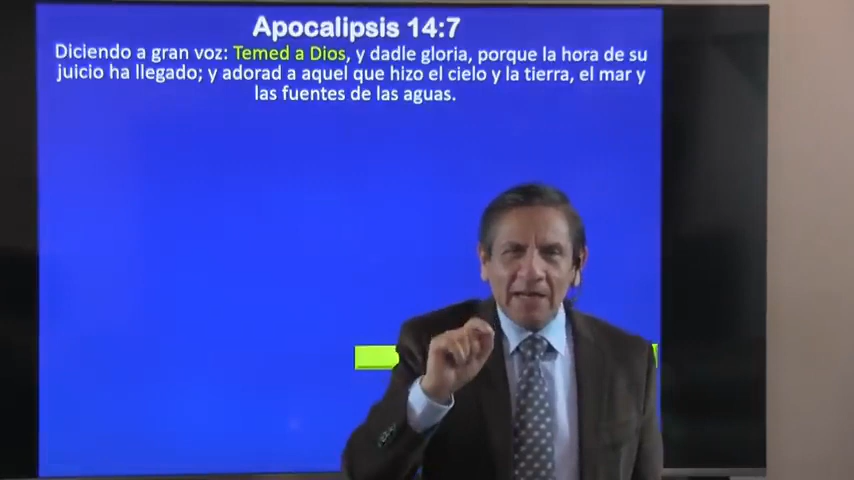 Apocalipsis 14:7
Diciendo a gran voz: Temed a Dios, y dadle gloria, porque la hora de su
juicio ha llegado; y adorad a aquel que hizo el cielo y la tierra, el mar y
las fuentes de las aguas.